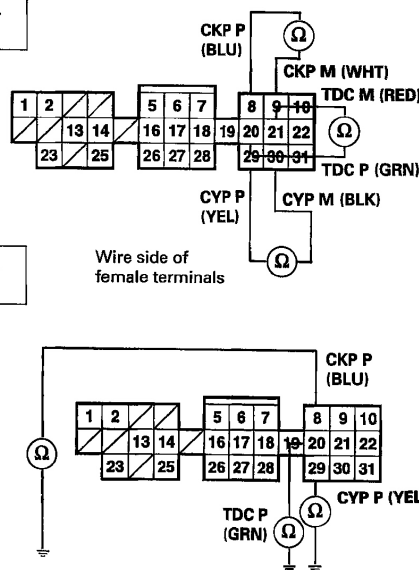 CKP P
(BLU)
Ω
CKP M (WHT)
TDC M (RED)
1 2 5 6 7 8 9 10
Ω
13 14 16 17 18 19 20 21 22
23 25 26 27 28 29 30 31
TDC P (GRN)
CYP P
(YEL)
CYP M (BLK)
Ω
Wire side of
female terminals
CKP P
(BLU)
1 2 5 6 7 8 9 10
13 14 16 17 18 19 20 21 22
Ω
23 25 26 27 28 29 30 31
CYP P (YEL
TDC P
(GRN)
Ω
Ω